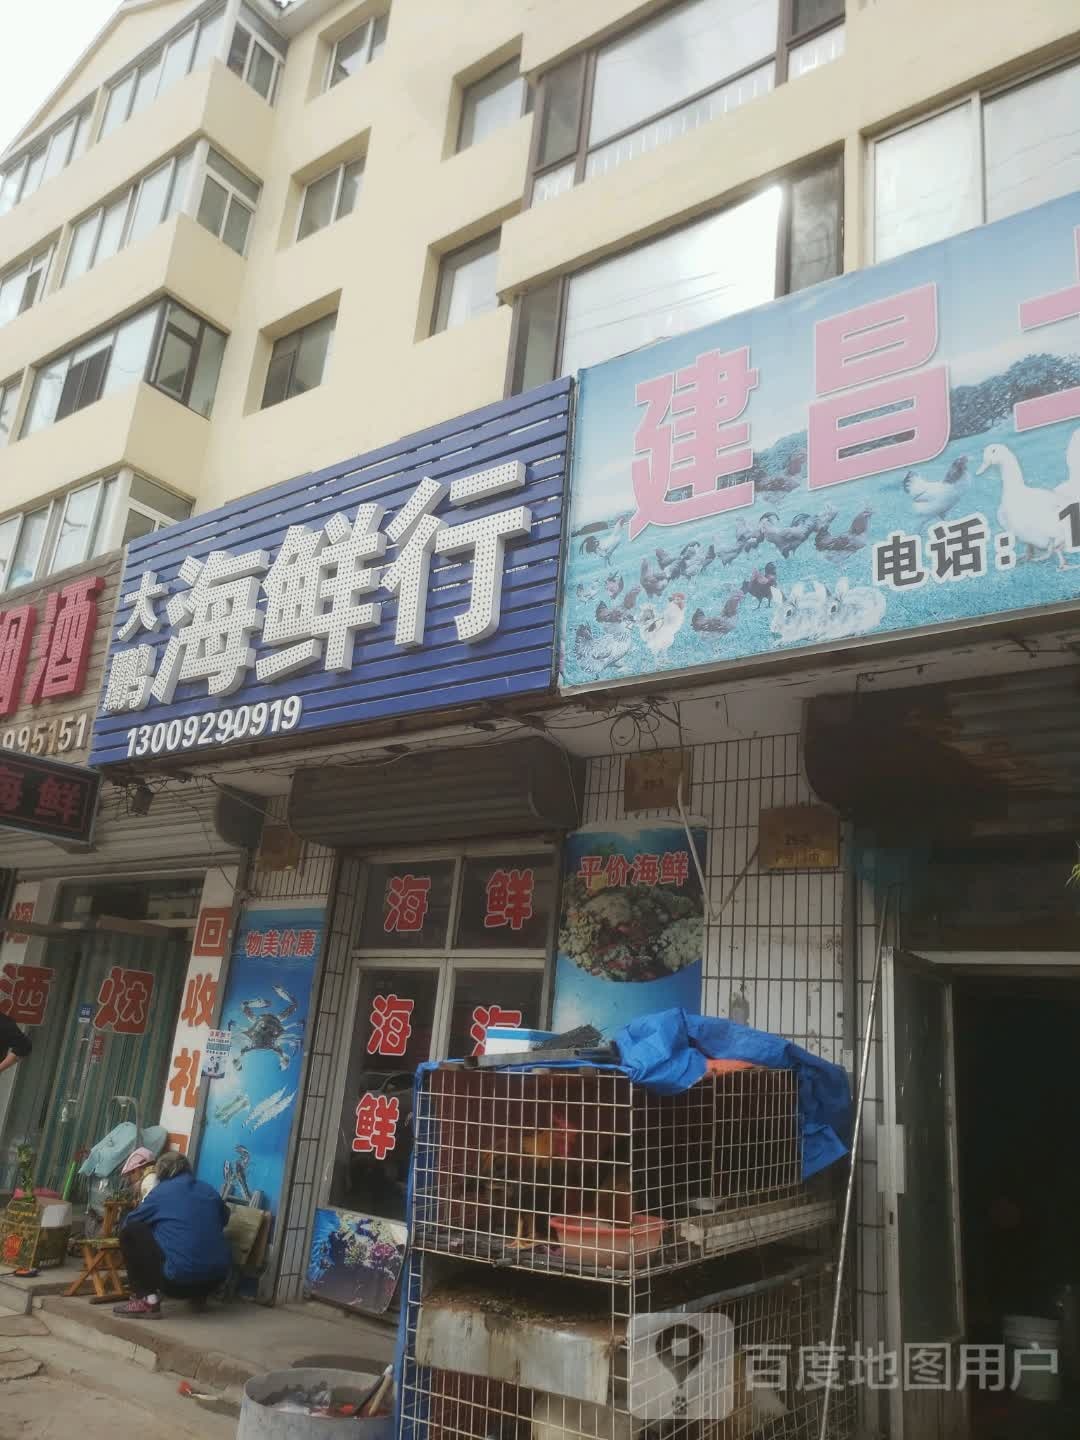 建昌
电话:1
大鹏海鲜行
13009290919
烟酒
995151
海鲜
平价海鲜
物美价廉
海鲜
海 海
鲜
回收礼
酒 烟
百度地图用户